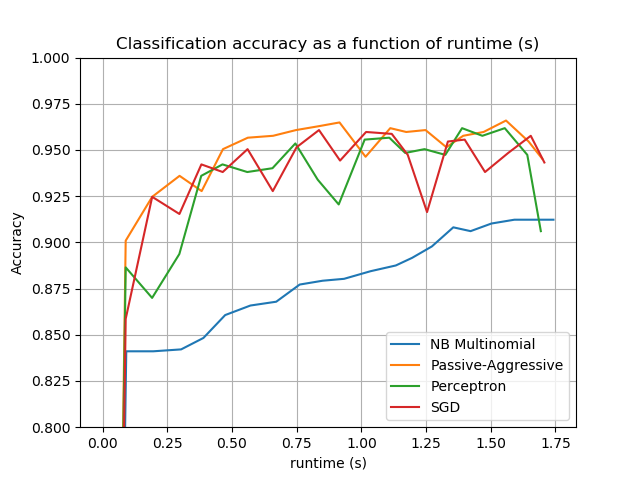 Classification accuracy as a function of runtime (s)
1.000
0.975
0.950
0.925
0.900
0.875
0.850
0.825
0.800
Accuracy
NB Multinomial
Passive-Aggressive
Perceptron
SGD
0.00 0.25 0.50 0.75 1.00 1.25 1.50 1.75
runtime (s)